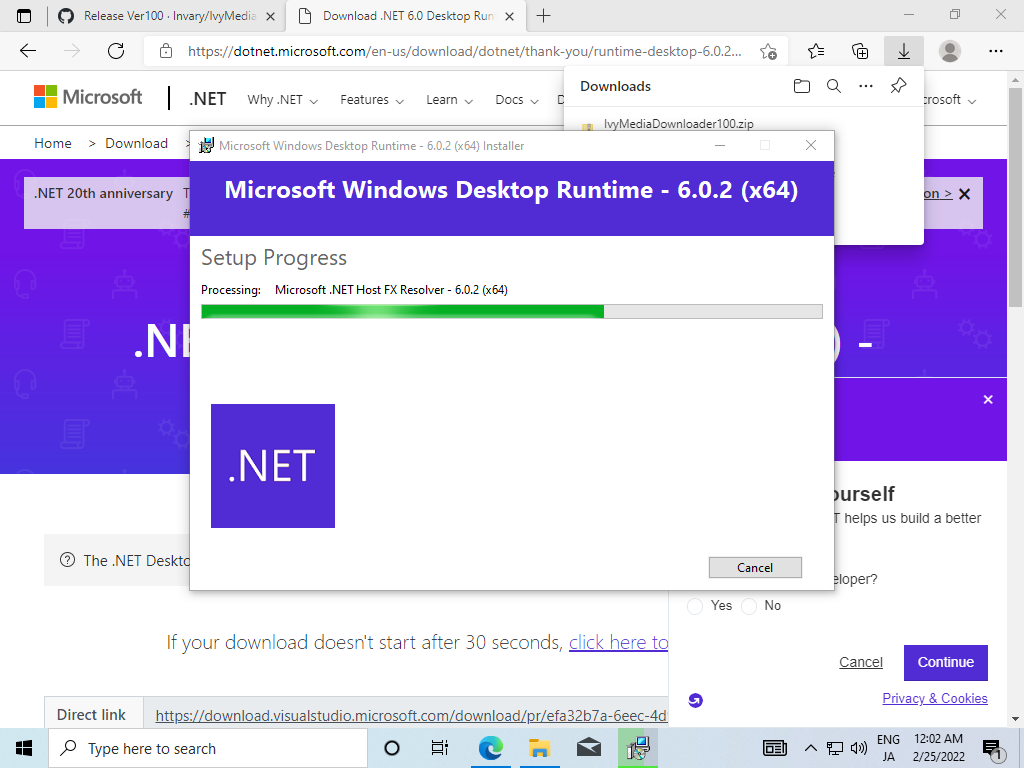 Release Ver100 · Invary/IvyMedia
Download .NET 6.0 Desktop Run
https://dotnet.microsoft.com/en-us/download/dotnet/thank-you/runtime-desktop-6.0.2...
Downloads
IvyMediaDownloader100.zip
Microsoft
.NET
Why .NET
Features
Learn
Docs
Home > Download >
.NET 20th anniversary
on >
Microsoft Windows Desktop Runtime - 6.0.2 (x64) Installer
Microsoft Windows Desktop Runtime - 6.0.2 (x64)
Setup Progress
Processing: Microsoft .NET Host FX Resolver - 6.0.2 (x64)
.NET
Cancel
The .NET Deskto
If your download doesn't start after 30 seconds, click here to
Direct link
https://download.visualstudio.microsoft.com/download/pr/efa32b7a-6eec-4d
ourself
T helps us build a better
eloper?
Yes
No
Cancel
Continue
Privacy & Cookies
Type here to search
ENG
JA
12:02 AM
2/25/2022
1